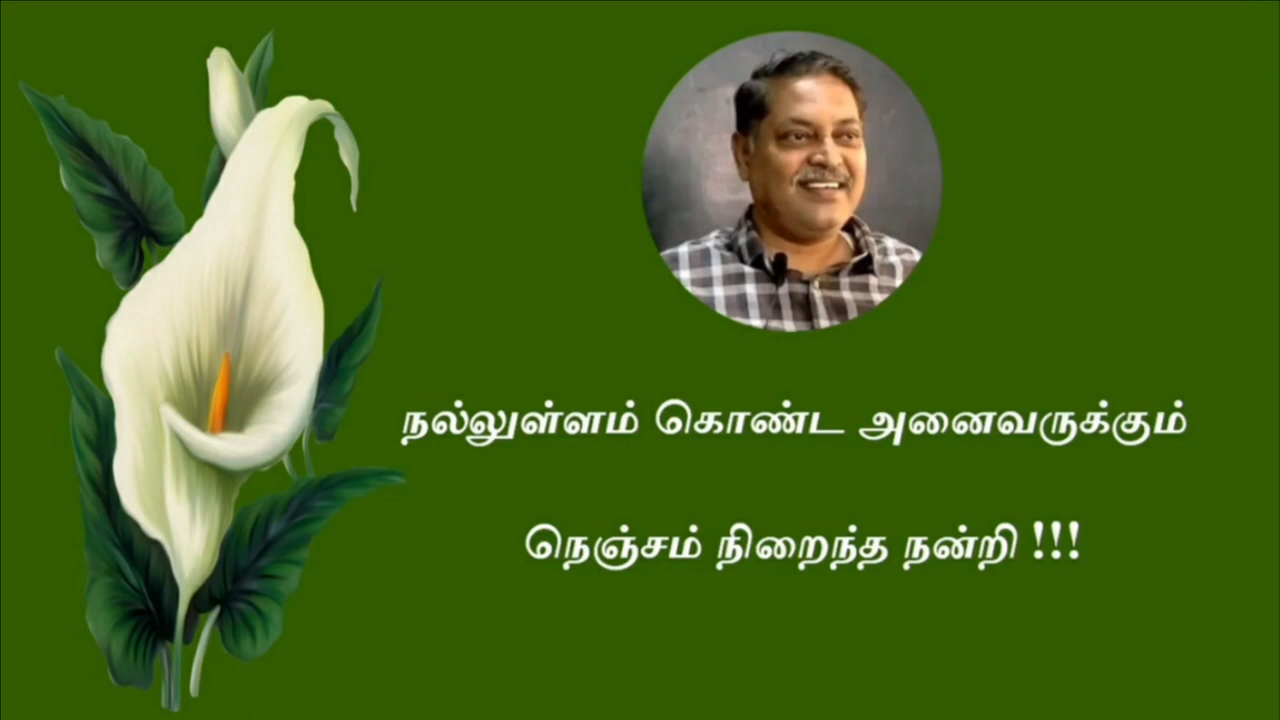 நல்லுள்ளம் கொண்ட அனைவருக்கும்
நெஞ்சம் நிறைந்த நன்றி !!!